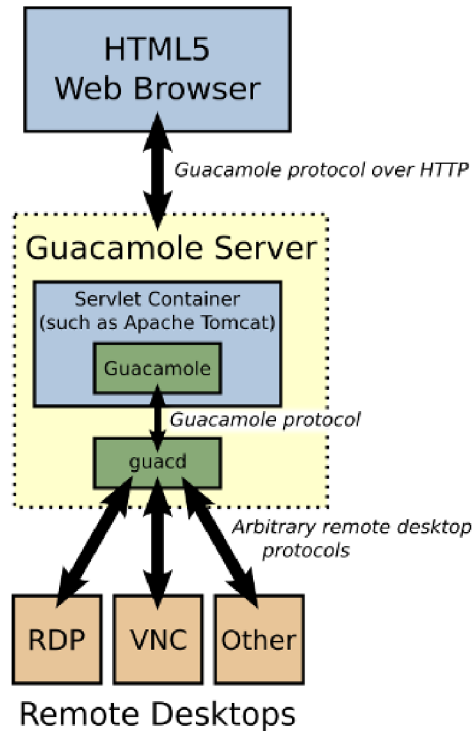 HTML5
Web Browser
Guacamole protocol over HTTP
Guacamole Server
Servlet Container
(such as Apache Tomcat)
Guacamole
Guacamole protocol
guacd
Arbitrary remote desktop
protocols
RDP
VNC
Other
Remote Desktops